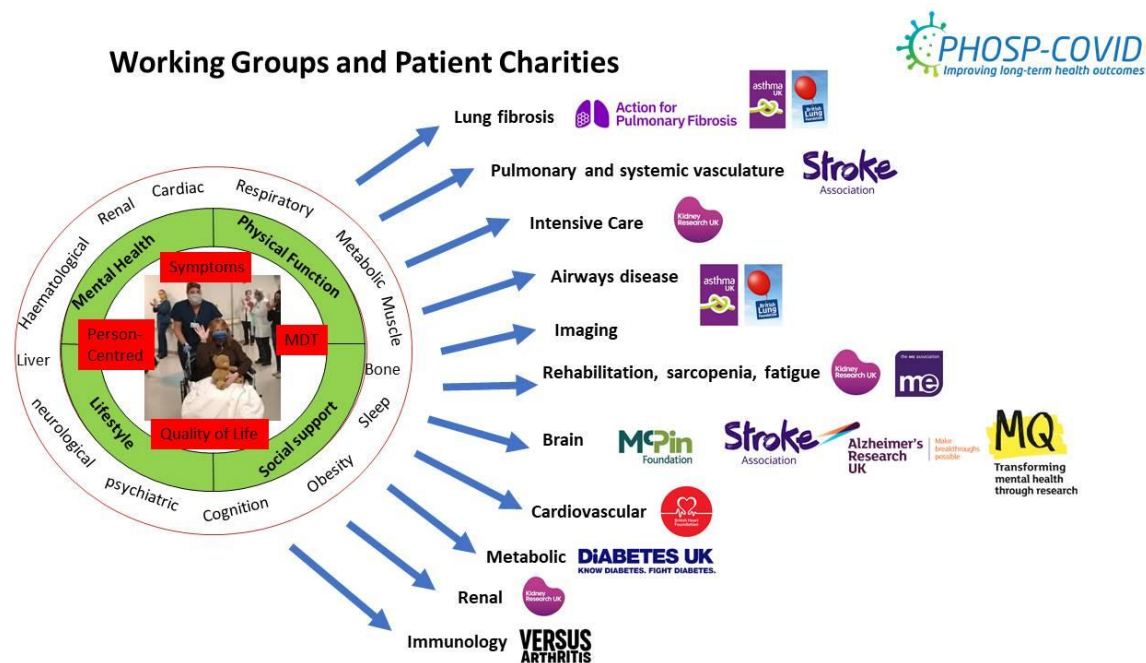 Working Groups and Patient Charities
PHOSP-COVID
Improving long-term health outcomes
Lung fibrosis
Action for
Pulmonary Fibrosis
asthma
UK
British
Lung
Foundation
Pulmonary and systemic vasculature
Stroke
Association
Intensive Care
Kidney
Research UK
Airways disease
asthma
UK
British
Lung
Foundation
Imaging
Rehabilitation, sarcopenia, fatigue
Kidney
Research UK
the me association
me
Brain
McPin
Foundation
Stroke
Association
Alzheimer's
Research
UK
Make
breakthroughs
possible
MQ
Transforming
mental health
through research
Cardiovascular
British Heart
Foundation
Metabolic
DiABETES UK
KNOW DIABETES. FIGHT DIABETES.
Renal
Kidney
Research UK
Immunology
VERSUS
ARTHRITIS
Cardiac
Respiratory
Metabolic
Muscle
Bone
Sleep
Obesity
Cognition
psychiatric
neurological
Liver
Haematological
Renal
Mental Health
Physical Function
Social support
Lifestyle
Symptoms
Person-
Centred
MDT
Quality of Life